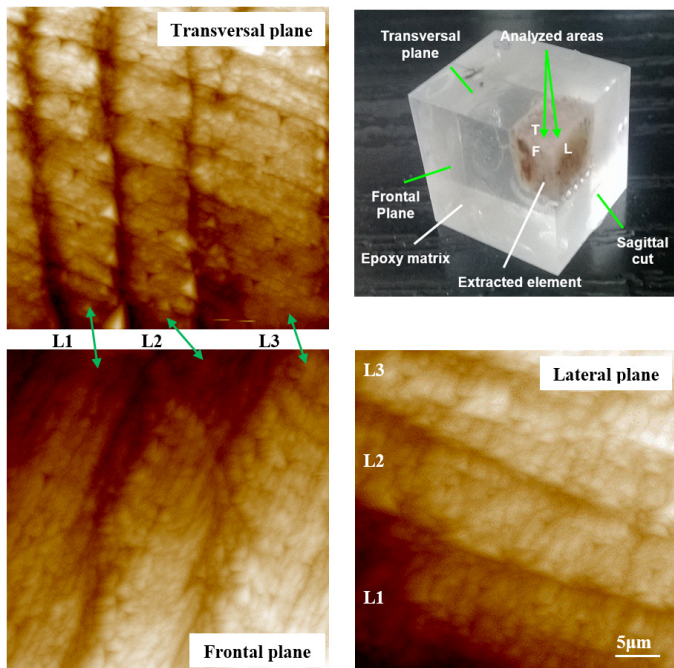 Transversal plane
Transversal
plane
Analyzed areas
T
F
L
Frontal
Plane
Epoxy matrix
Extracted element
Sagittal
cut
L1
L2
L3
Frontal plane
L3
Lateral plane
L2
L1
5μm